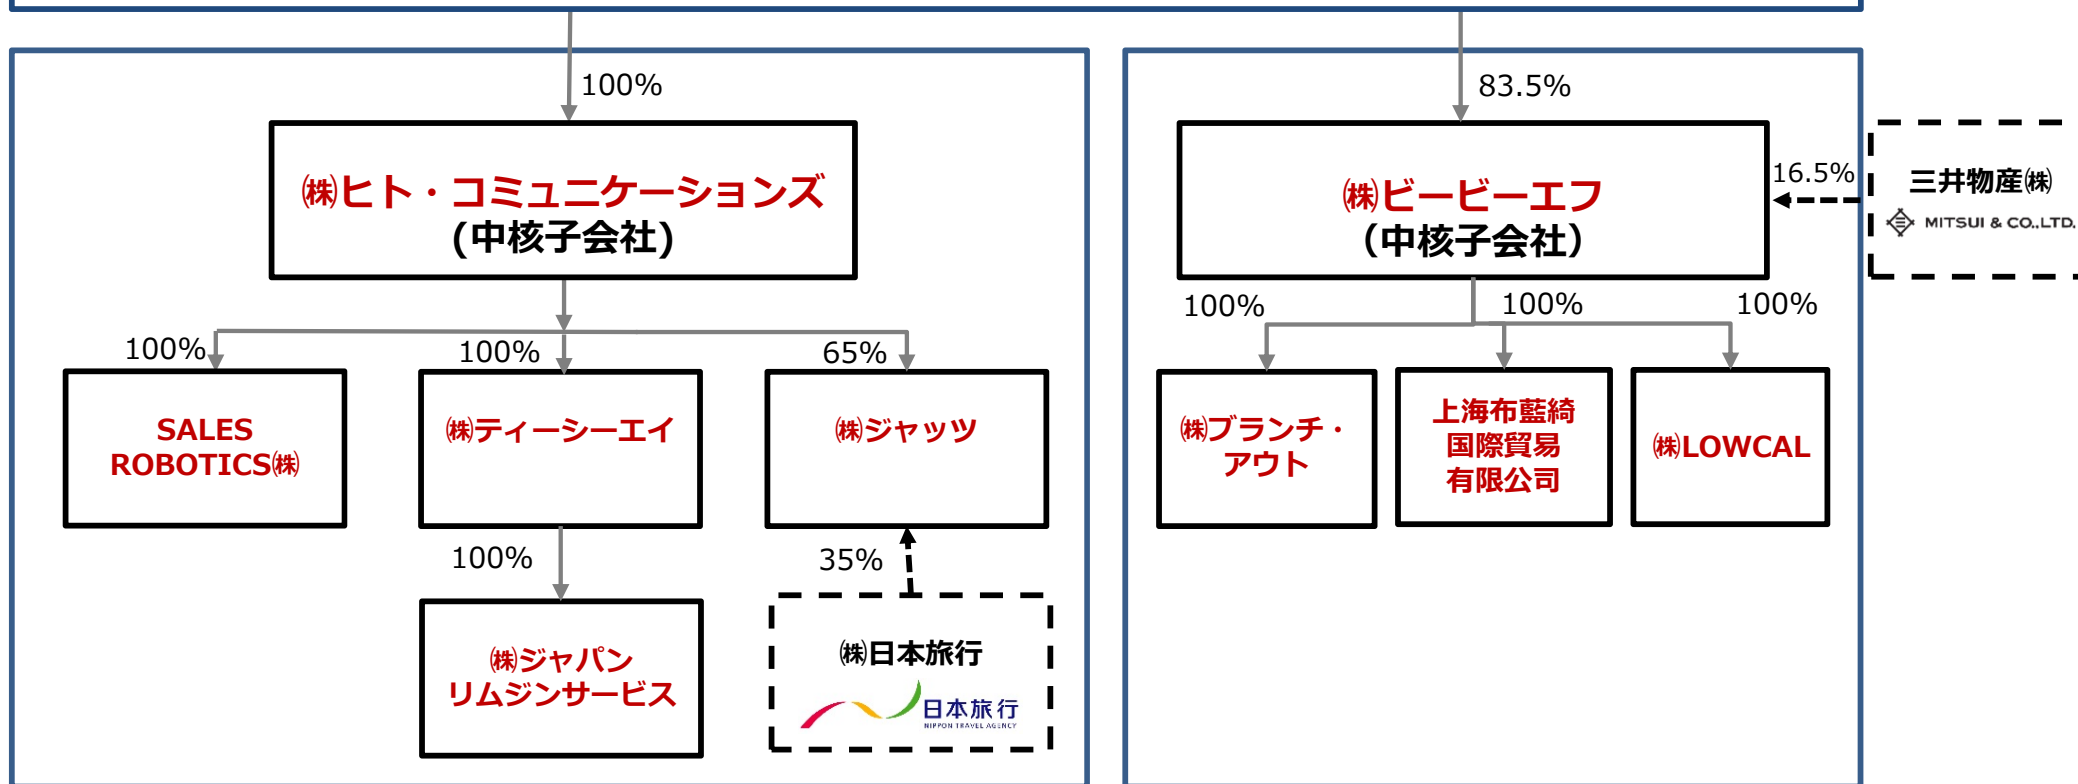 100%
83.5%
㈱ヒト・コミュニケーションズ
(中核子会社)
㈱ビービーエフ
(中核子会社)
16.5%
三井物産㈱
MITSUI & CO.,LTD.
100%
100%
65%
100%
100%
100%
SALES
ROBOTICS㈱
㈱ティーシーエイ
㈱ジャッツ
㈱ブランチ・
アウト
上海布藍綺
国際貿易
有限公司
㈱LOWCAL
100%
35%
㈱ジャパン
リムジンサービス
㈱日本旅行
日本旅行
NIPPON TRAVEL AGENCY